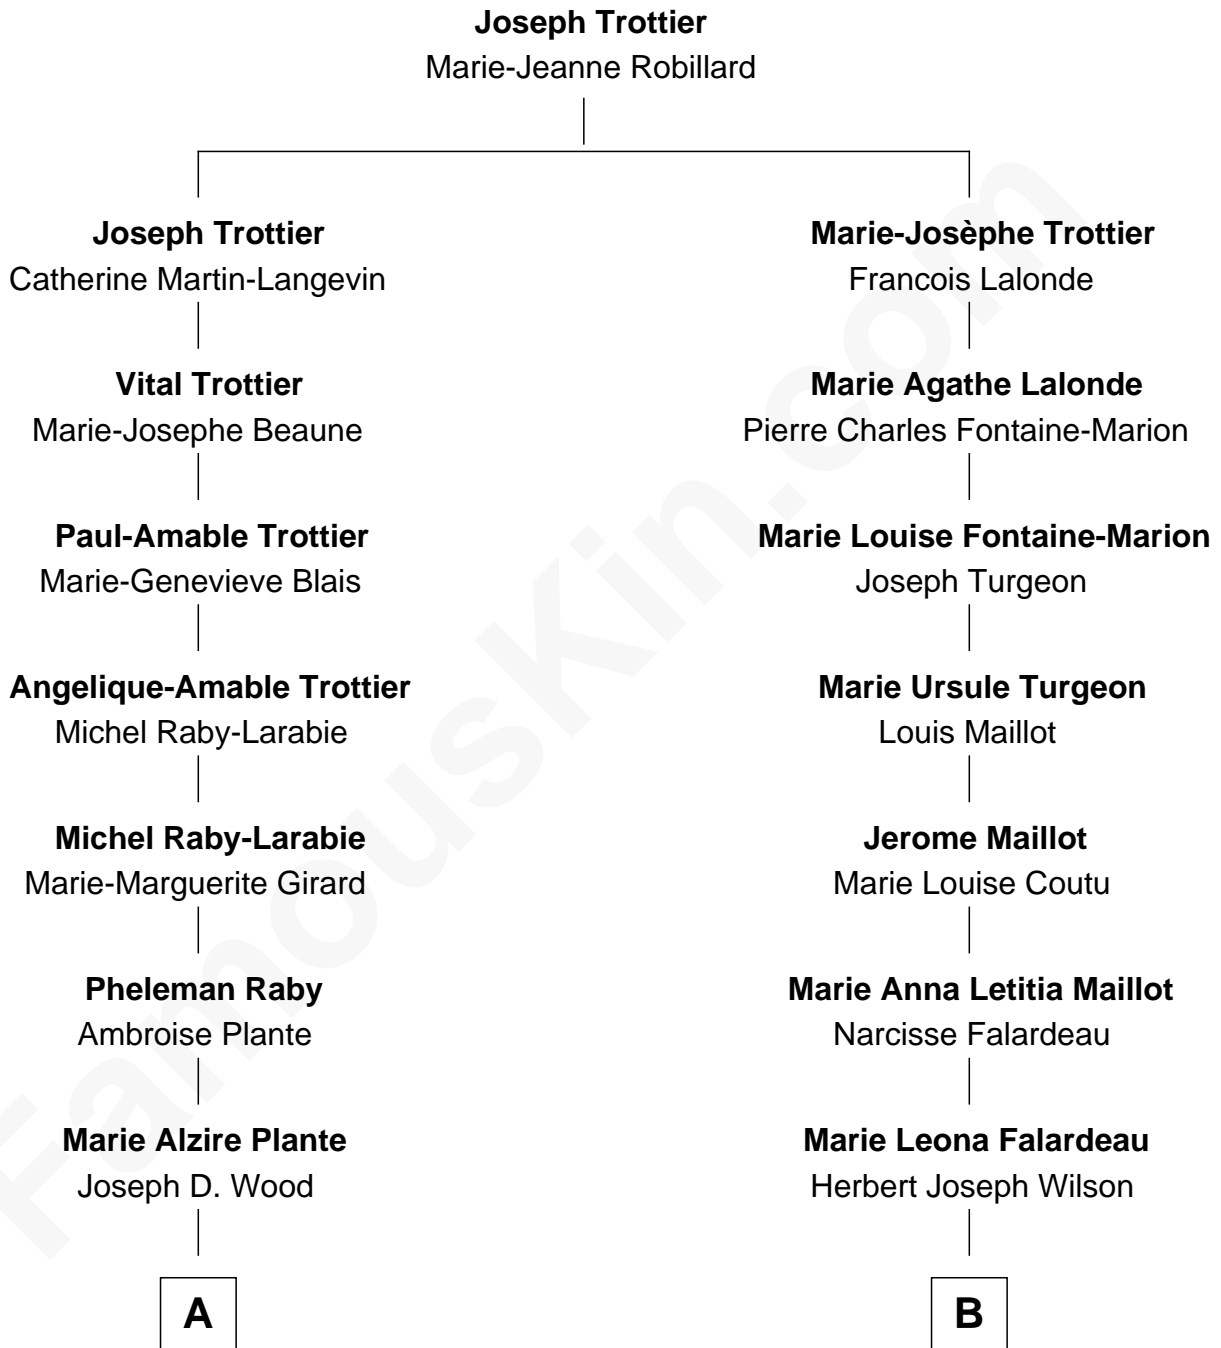 Joseph Trottier
Marie-Jeanne Robillard
Joseph Trottier
Catherine Martin-Langevin
Marie-Josèphe Trottier
Francois Lalonde
Vital Trottier
Marie-Josephe Beaune
Marie Agathe Lalonde
Pierre Charles Fontaine-Marion
Paul-Amable Trottier
Marie-Genevieve Blais
Marie Louise Fontaine-Marion
Joseph Turgeon
Angelique-Amable Trottier
Michel Raby-Larabie
Marie Ursule Turgeon
Louis Maillot
Michel Raby-Larabie
Marie-Marguerite Girard
Jerome Maillot
Marie Louise Coutu
Pheleman Raby
Ambroise Plante
Marie Anna Letitia Maillot
Narcisse Falardeau
Marie Alzire Plante
Joseph D. Wood
Marie Leona Falardeau
Herbert Joseph Wilson
A
B
FamousKin.com